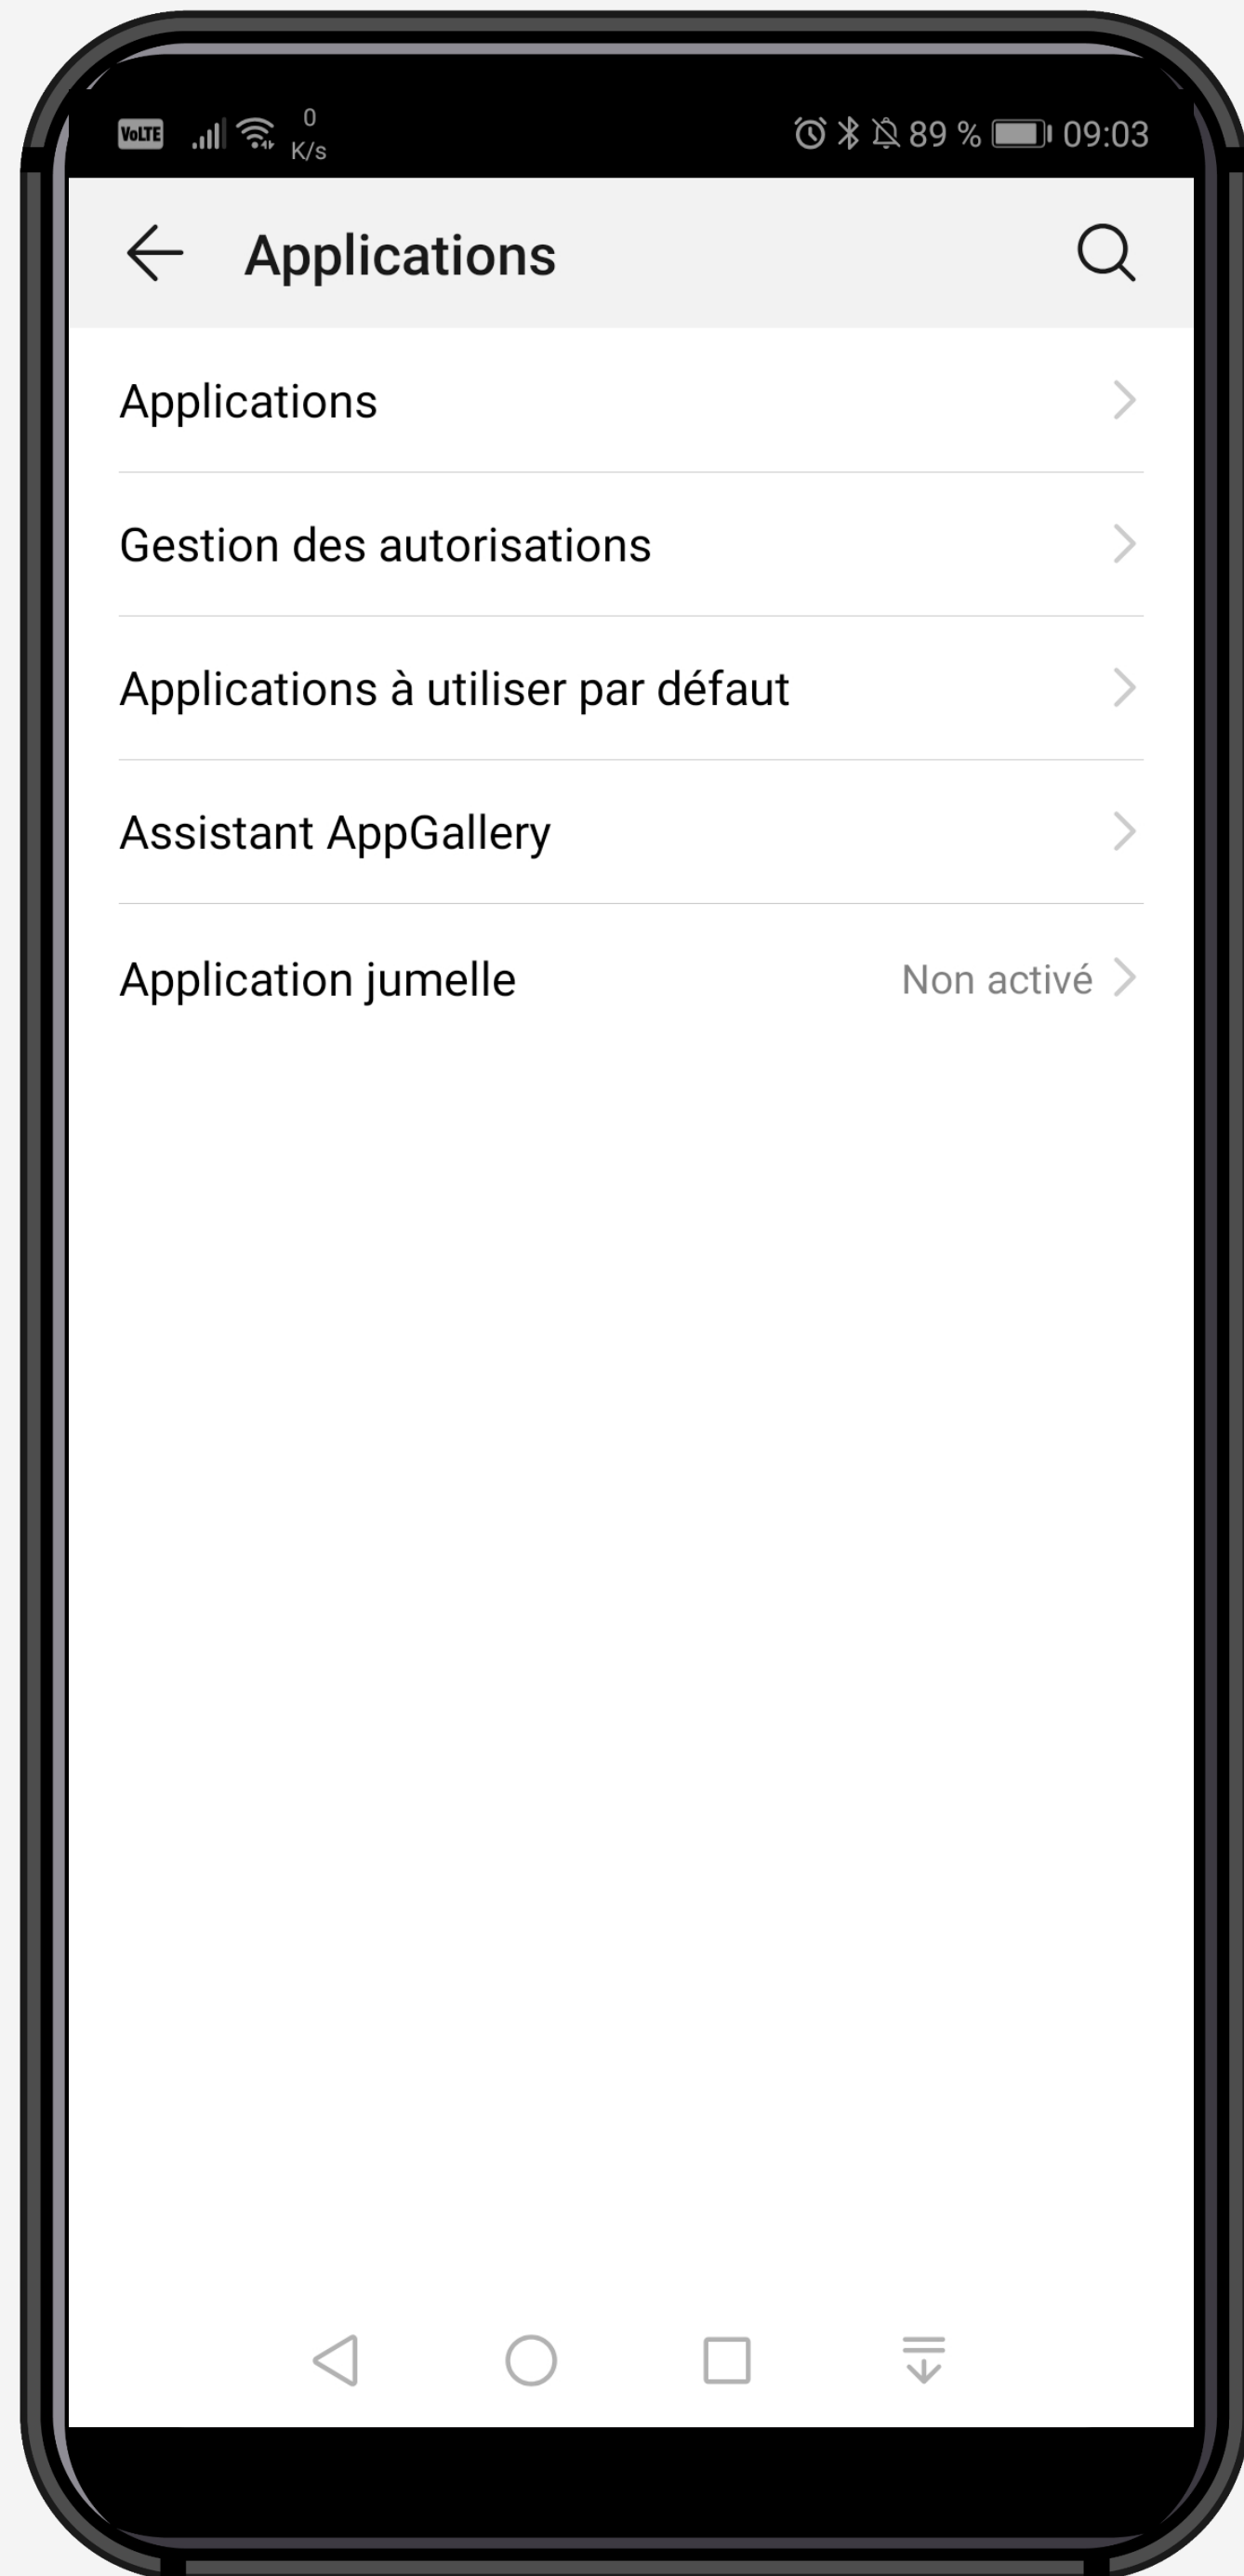 VoLTE 0 K/s 89 % 09:03
Applications
Applications
Gestion des autorisations
Applications à utiliser par défaut
Assistant AppGallery
Application jumelle Non activé